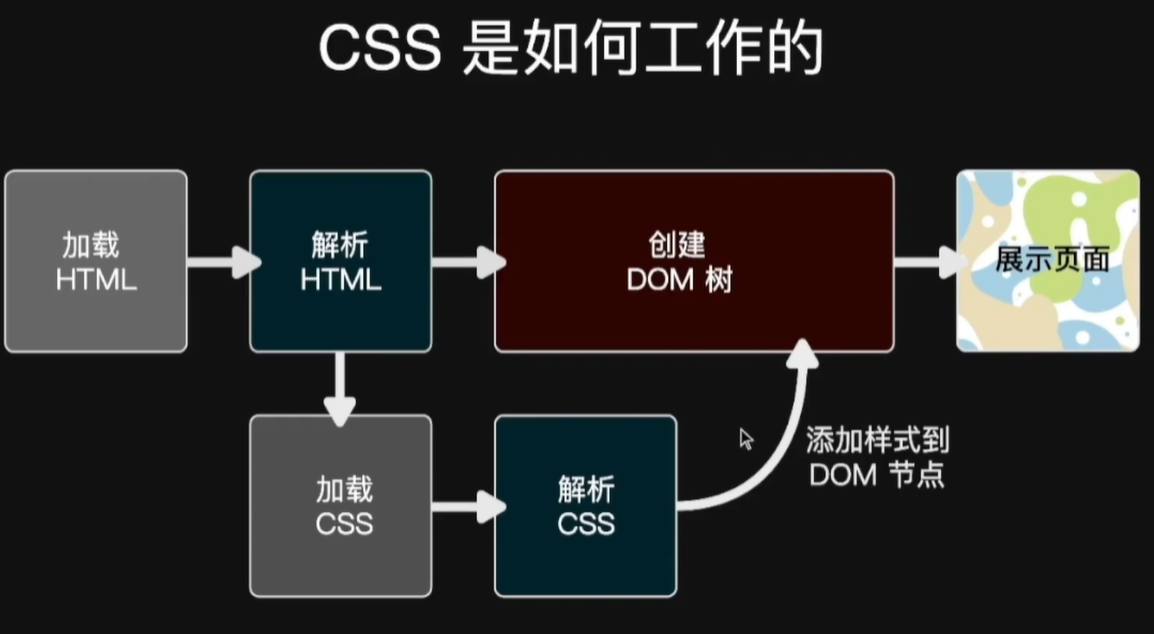 CSS 是如何工作的
加载
HTML
解析
HTML
创建
DOM 树
展示页面
加载
CSS
解析
CSS
添加样式到
DOM 节点